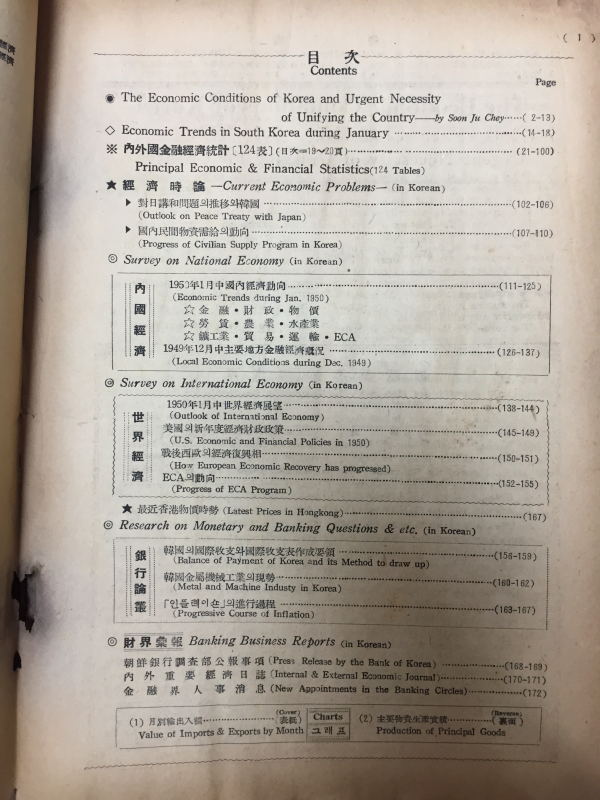 ( 1 )
目 次
Contents
Page
◉ The Economic Conditions of Korea and Urgent Necessity
of Unifying the Country——by Soon Ju Chey……( 2-13)
◇ Economic Trends in South Korea during January ……(14-18)
※ 內外國金融經濟統計〔124表〕(目次=19～20頁)……(21-100)
Principal Economic & Financial Statistics(124 Tables)
★ 經 濟 時 論 —Current Economic Problems— (in Korean)
▶ 對日講和問題의推移와韓國……(102-106)
(Outlook on Peace Treaty with Japan)
▶ 國內民間物資需給의動向……(107-110)
(Progress of Civilian Supply Program in Korea)
◎ Survey on National Economy (in Korean)
內國經濟
1950年1月中國內經濟動向……(111-125)
(Economic Trends during Jan. 1950)
☆ 金 融・財 政・物 價
☆ 勞 賃・農 業・水產業
☆ 鑛工業・貿 易・運 輸・ECA
1949年12月中主要地方金融經濟槪況……(126-137)
(Local Economic Conditions during Dec. 1949)
◎ Survey on International Economy (in Korean)
世界經濟
1950年1月中世界經濟展望……(138-144)
(Outlook of International Economy)
美國의新年度經濟財政政策……(145-149)
(U.S. Economic and Financial Policies in 1950)
戰後西歐의經濟復興相……(150-151)
(How European Economic Recovery has progressed)
ECA의動向……(152-155)
(Progress of ECA Program)
★ 最近香港物價時勢 (Latest Prices in Hongkong)……(167)
◎ Research on Monetary and Banking Questions & etc. (in Korean)
銀行論叢
韓國의國際收支와國際收支表作成要領……(156-159)
(Balance of Payment of Korea and its Method to draw up)
韓國金屬機械工業의現勢……(160-162)
(Metal and Machine Industy in Korea)
「인플레이숀」의進行過程……(163-167)
(Progressive Course of Inflation)
◎ 財界彙報 Banking Business Reports (in Korean)
朝鮮銀行調査部公報事項 (Press Release by the Bank of Korea)……(168-169)
內 外 重 要 經 濟 日 誌 (Internal & External Economic Journal)……(170-171)
金 融 界 人 事 消 息 (New Appointments in the Banking Circles)……(172)
(1) 月別輸出入額……(Cover)(表紙)
Value of Imports & Exports by Month
Charts
그래프
(2) 主要物資生產實積……(Reverse)(裏面)
Production of Principal Goods